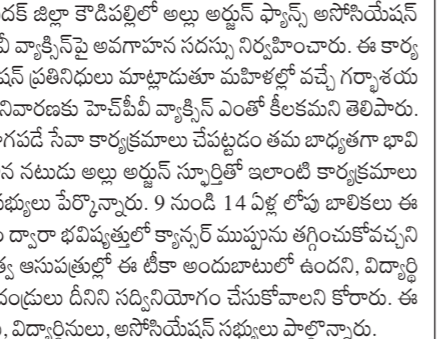 దక్ జిల్లా కౌడిపల్లిలో అల్లు అర్జున్ ఫ్యాన్స్ అసోసియేషన్
వీ వ్యాక్సిన్‌పై అవగాహన సదస్సు నిర్వహించారు. ఈ కార్య
షన్ ప్రతినిధులు మాట్లాడుతూ మహిళల్లో వచ్చే గర్భాశయ
నివారణకు హెచ్‌పీవీ వ్యాక్సిన్ ఎంతో కీలకమని తెలిపారు.
గపడే సేవా కార్యక్రమాలు చేపట్టడం తమ బాధ్యతగా భావి
న నటుడు అల్లు అర్జున్ స్ఫూర్తితో ఇలాంటి కార్యక్రమాలు
సభ్యులు పేర్కొన్నారు. 9 నుండి 14 ఏళ్ల లోపు బాలికలు ఈ
ద్వారా భవిష్యత్తులో క్యాన్సర్ ముప్పును తగ్గించుకోవచ్చని
త్వ ఆసుపత్రుల్లో ఈ టీకా అందుబాటులో ఉందని, విద్యార్థి
దండ్రులు దీనిని సద్వినియోగం చేసుకోవాలని కోరారు. ఈ
, విద్యార్థినులు, అసోసియేషన్ సభ్యులు పాల్గొన్నారు.